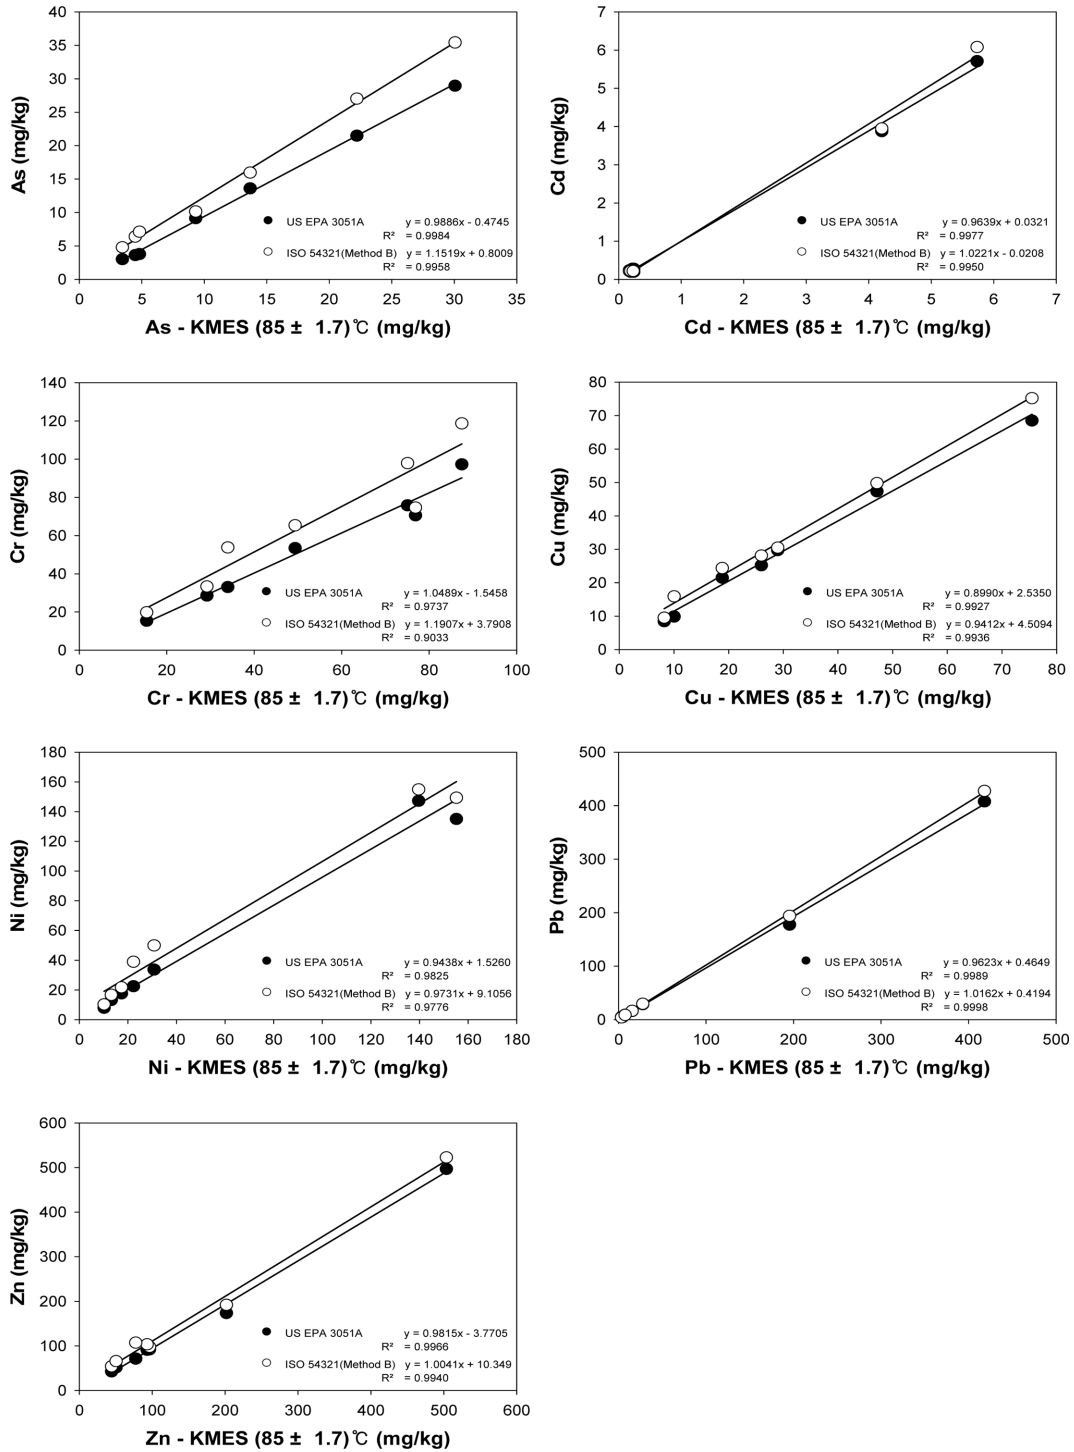 40
35
30
25
20
15
10
5
0
As (mg/kg)
US EPA 3051A y = 0.9886x - 0.4745
R² = 0.9984
ISO 54321(Method B) y = 1.1519x + 0.8009
R² = 0.9958
0 5 10 15 20 25 30 35
As - KMES (85 ± 1.7)℃ (mg/kg)
7
6
5
4
3
2
1
0
Cd (mg/kg)
US EPA 3051A y = 0.9639x + 0.0321
R² = 0.9977
ISO 54321(Method B) y = 1.0221x - 0.0208
R² = 0.9950
0 1 2 3 4 5 6 7
Cd - KMES (85 ± 1.7)℃ (mg/kg)
140
120
100
80
60
40
20
0
Cr (mg/kg)
US EPA 3051A y = 1.0489x - 1.5458
R² = 0.9737
ISO 54321(Method B) y = 1.1907x + 3.7908
R² = 0.9033
0 20 40 60 80 100
Cr - KMES (85 ± 1.7)℃ (mg/kg)
80
70
60
50
40
30
20
10
0
Cu (mg/kg)
US EPA 3051A y = 0.8990x + 2.5350
R² = 0.9927
ISO 54321(Method B) y = 0.9412x + 4.5094
R² = 0.9936
0 10 20 30 40 50 60 70 80
Cu - KMES (85 ± 1.7)℃ (mg/kg)
180
160
140
120
100
80
60
40
20
0
Ni (mg/kg)
US EPA 3051A y = 0.9438x + 1.5260
R² = 0.9825
ISO 54321(Method B) y = 0.9731x + 9.1056
R² = 0.9776
0 20 40 60 80 100 120 140 160 180
Ni - KMES (85 ± 1.7)℃ (mg/kg)
500
400
300
200
100
0
Pb (mg/kg)
US EPA 3051A y = 0.9623x + 0.4649
R² = 0.9989
ISO 54321(Method B) y = 1.0162x + 0.4194
R² = 0.9998
0 100 200 300 400 500
Pb - KMES (85 ± 1.7)℃ (mg/kg)
600
500
400
300
200
100
0
Zn (mg/kg)
US EPA 3051A y = 0.9815x - 3.7705
R² = 0.9966
ISO 54321(Method B) y = 1.0041x + 10.349
R² = 0.9940
0 100 200 300 400 500 600
Zn - KMES (85 ± 1.7)℃ (mg/kg)